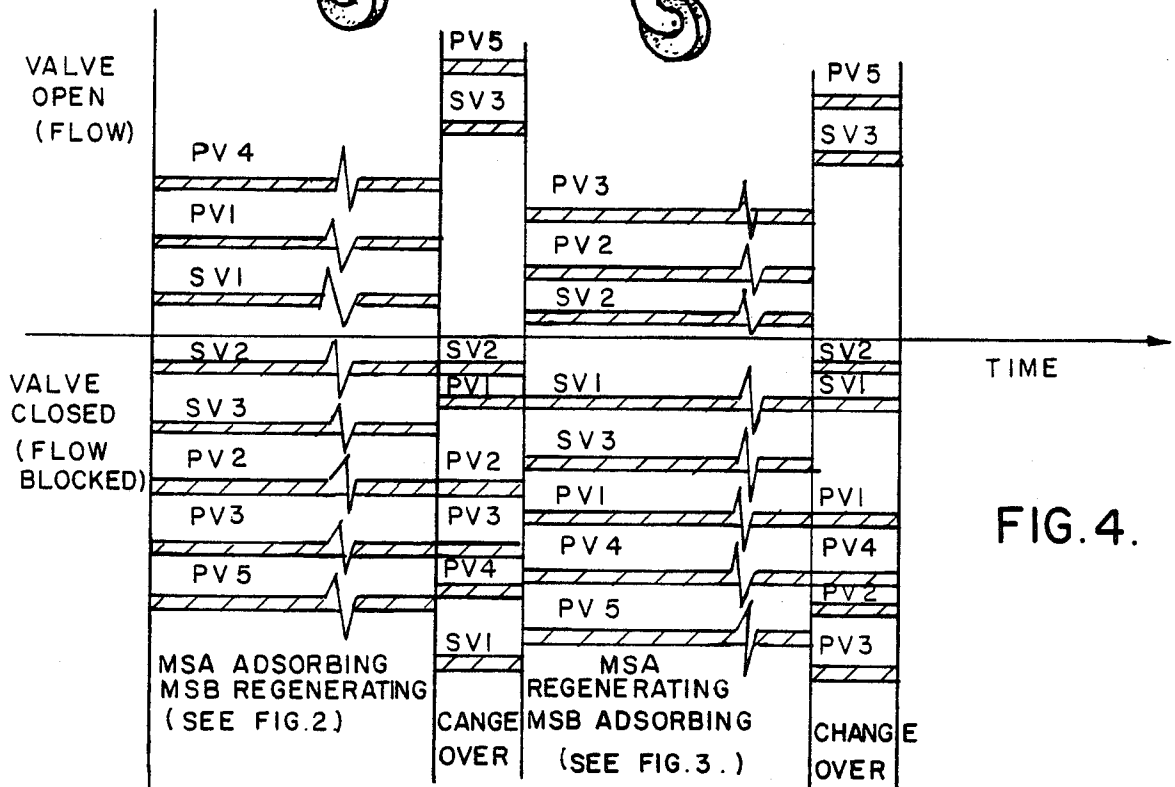 VALVE
OPEN
(FLOW)
PV4
PV1
SV1
PV5
SV3
PV3
PV2
SV2
PV5
SV3
TIME
VALVE
CLOSED
(FLOW
BLOCKED)
SV2
SV3
PV2
PV3
PV5
SV2
PV1
PV2
PV3
PV4
SV1
SV1
SV3
PV1
PV4
PV5
SV2
SV1
PV1
PV4
PV2
PV3
MSA ADSORBING
MSB REGENERATING
(SEE FIG.2.)
CANGE
OVER
MSA
REGENERATING
MSB ADSORBING
(SEE FIG.3.)
CHANGE
OVER
FIG.4.